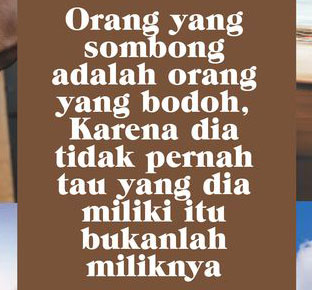 Orang yang
sombong
adalah orang
yang bodoh,
Karena dia
tidak pernah
tau yang dia
miliki itu
bukanlah
miliknya